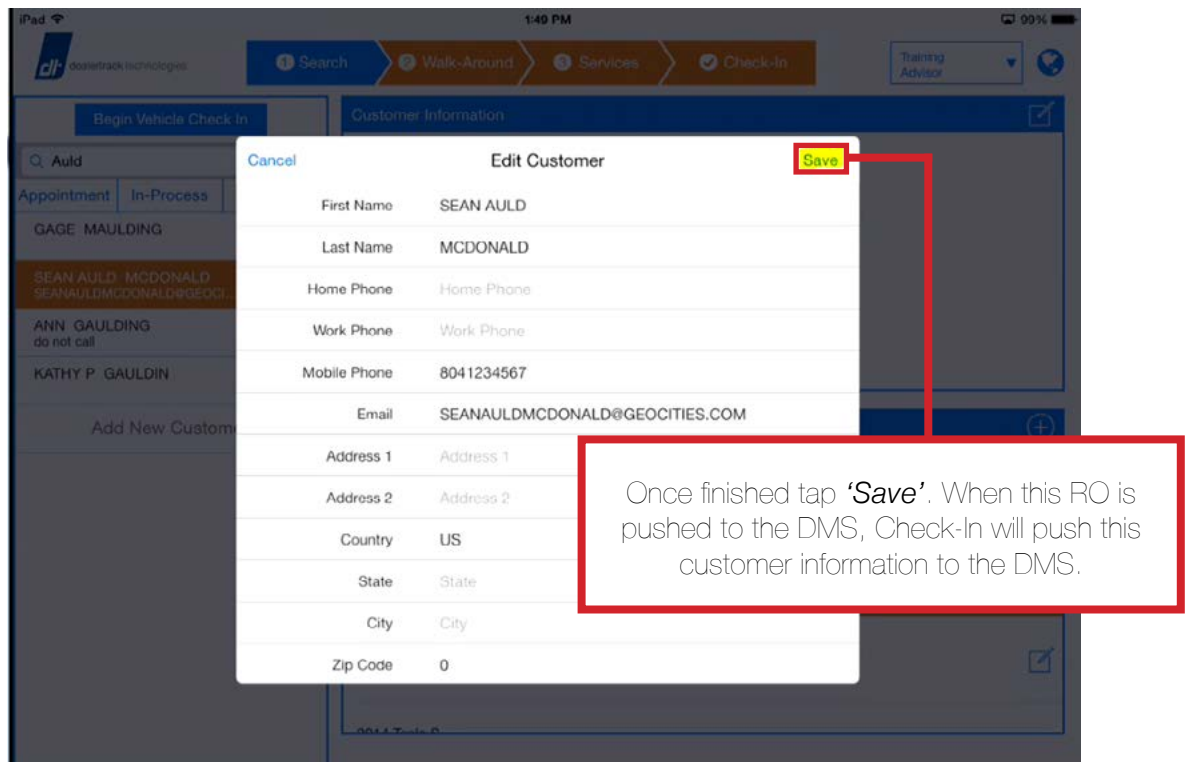 iPad 1:49 PM 99%
dt dealertrack technologies
1 Search 2 Walk-Around 3 Services Check-In
Training
Advisor
Begin Vehicle Check In
Customer Information
Auld
Appointment In-Process
GAGE MAULDING
SEAN AULD MCDONALD
SEANAULDMCDONALD@GEOCI...
ANN GAULDING
do not call
KATHY P GAULDIN
Add New Custome
Cancel Edit Customer Save
First Name SEAN AULD
Last Name MCDONALD
Home Phone Home Phone
Work Phone Work Phone
Mobile Phone 8041234567
Email SEANAULDMCDONALD@GEOCITIES.COM
Address 1 Address 1
Address 2 Address 2
Country US
State State
City City
Zip Code 0
Once finished tap ‘Save’. When this RO is
pushed to the DMS, Check-In will push this
customer information to the DMS.